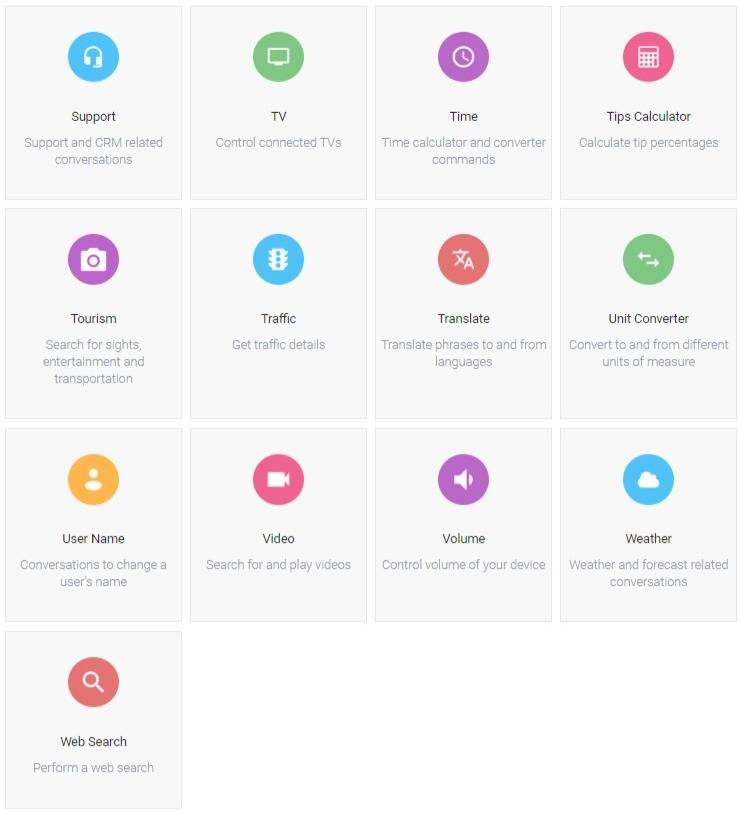 Support
Support and CRM related
conversations
TV
Control connected TVs
Time
Time calculator and converter
commands
Tips Calculator
Calculate tip percentages
Tourism
Search for sights,
entertainment and
transportation
Traffic
Get traffic details
Translate
Translate phrases to and from
languages
Unit Converter
Convert to and from different
units of measure
User Name
Conversations to change a
user's name
Video
Search for and play videos
Volume
Control volume of your device
Weather
Weather and forecast related
conversations
Web Search
Perform a web search